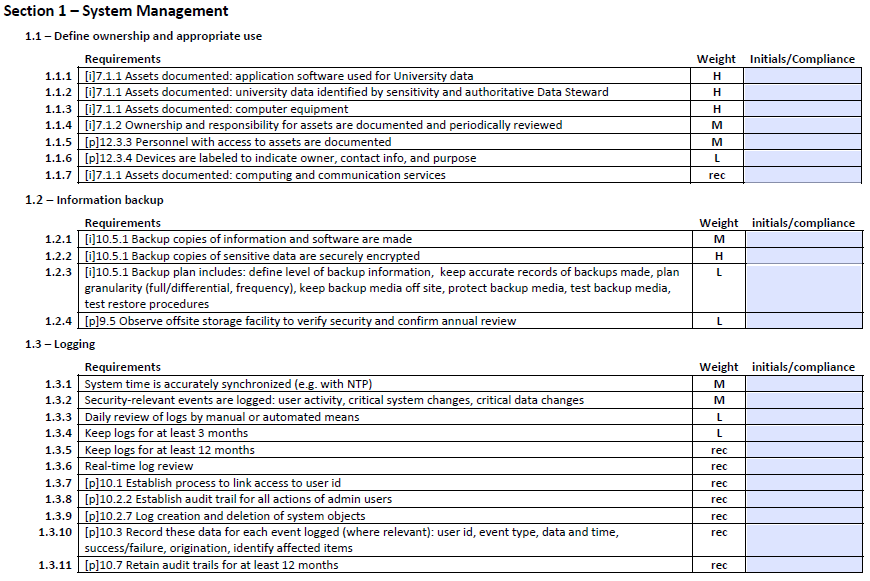 Section 1 – System Management
1.1 – Define ownership and appropriate use
Requirements Weight Initials/Compliance
1.1.1 [i]7.1.1 Assets documented: application software used for University data H
1.1.2 [i]7.1.1 Assets documented: university data identified by sensitivity and authoritative Data Steward H
1.1.3 [i]7.1.1 Assets documented: computer equipment H
1.1.4 [i]7.1.2 Ownership and responsibility for assets are documented and periodically reviewed M
1.1.5 [p]12.3.3 Personnel with access to assets are documented M
1.1.6 [p]12.3.4 Devices are labeled to indicate owner, contact info, and purpose L
1.1.7 [i]7.1.1 Assets documented: computing and communication services rec
1.2 – Information backup
Requirements Weight initials/compliance
1.2.1 [i]10.5.1 Backup copies of information and software are made M
1.2.2 [i]10.5.1 Backup copies of sensitive data are securely encrypted H
1.2.3 [i]10.5.1 Backup plan includes: define level of backup information, keep accurate records of backups made, plan L
granularity (full/differential, frequency), keep backup media off site, protect backup media, test backup media,
test restore procedures
1.2.4 [p]9.5 Observe offsite storage facility to verify security and confirm annual review L
1.3 – Logging
Requirements Weight initials/compliance
1.3.1 System time is accurately synchronized (e.g. with NTP) M
1.3.2 Security-relevant events are logged: user activity, critical system changes, critical data changes M
1.3.3 Daily review of logs by manual or automated means L
1.3.4 Keep logs for at least 3 months L
1.3.5 Keep logs for at least 12 months rec
1.3.6 Real-time log review rec
1.3.7 [p]10.1 Establish process to link access to user id rec
1.3.8 [p]10.2.2 Establish audit trail for all actions of admin users rec
1.3.9 [p]10.2.7 Log creation and deletion of system objects rec
1.3.10 [p]10.3 Record these data for each event logged (where relevant): user id, event type, data and time, rec
success/failure, origination, identify affected items
1.3.11 [p]10.7 Retain audit trails for at least 12 months rec